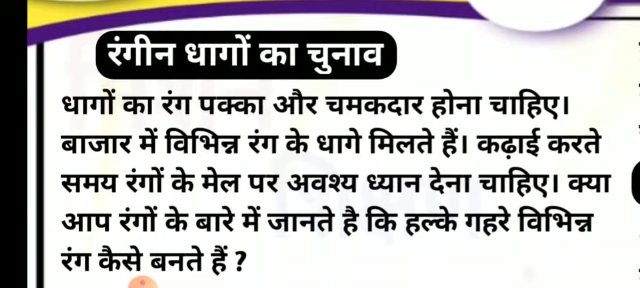 रंगीन धागों का चुनाव
धागों का रंग पक्का और चमकदार होना चाहिए।
बाजार में विभिन्न रंग के धागे मिलते हैं। कढ़ाई करते
समय रंगों के मेल पर अवश्य ध्यान देना चाहिए। क्या
आप रंगों के बारे में जानते है कि हल्के गहरे विभिन्न
रंग कैसे बनते हैं ?